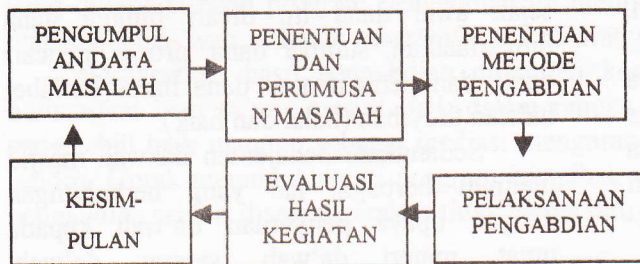 PENGUMPUL
AN DATA
MASALAH
PENENTUAN
DAN
PERUMUSA
N MASALAH
PENENTUAN
METODE
PENGABDIAN
KESIM-
PULAN
EVALUASI
HASIL
KEGIATAN
PELAKSANAAN
PENGABDIAN